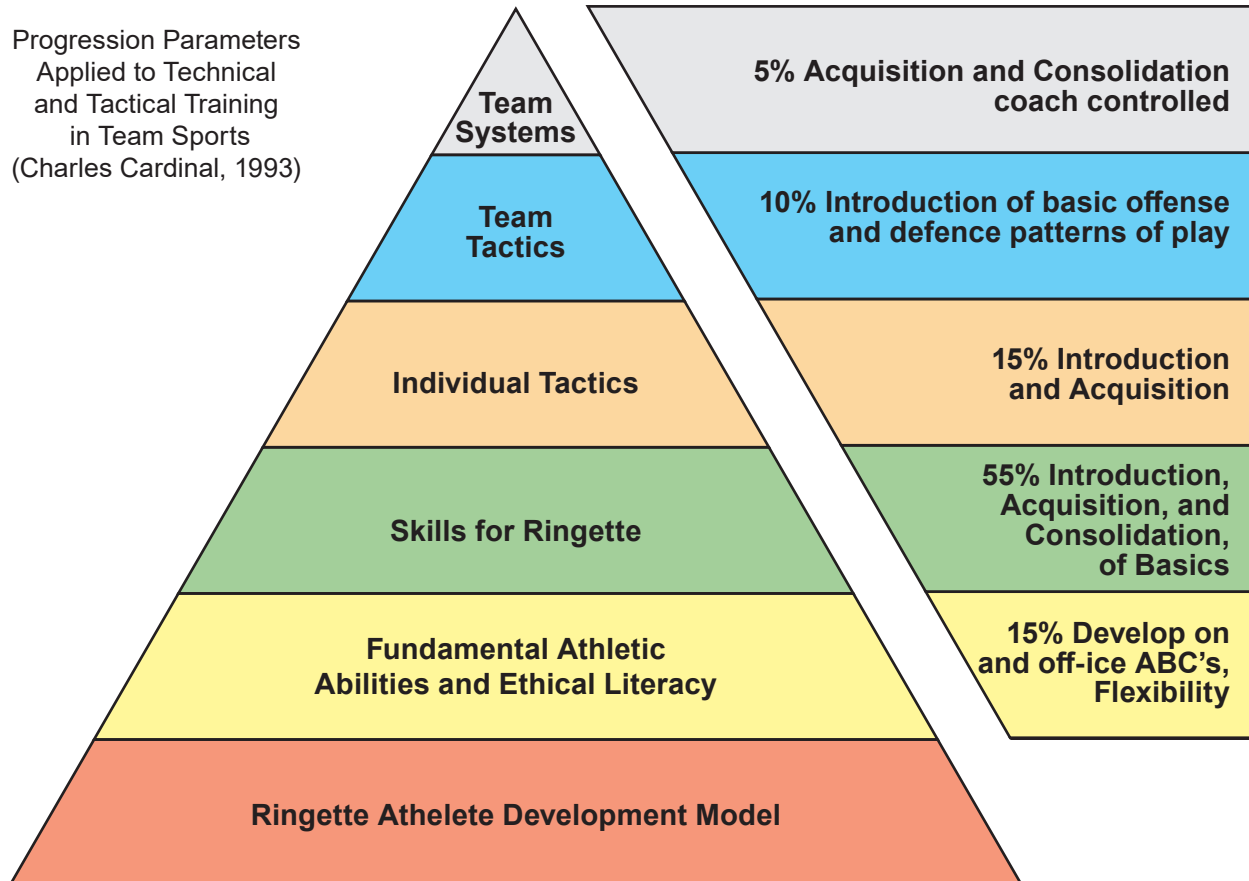 Progression Parameters
Applied to Technical
and Tactical Training
in Team Sports
(Charles Cardinal, 1993)
Team
Systems
5% Acquisition and Consolidation
coach controlled
Team
Tactics
10% Introduction of basic offense
and defence patterns of play
Individual Tactics
15% Introduction
and Acquisition
Skills for Ringette
55% Introduction,
Acquisition, and
Consolidation,
of Basics
Fundamental Athletic
Abilities and Ethical Literacy
15% Develop on
and off-ice ABC’s,
Flexibility
Ringette Athelete Development Model